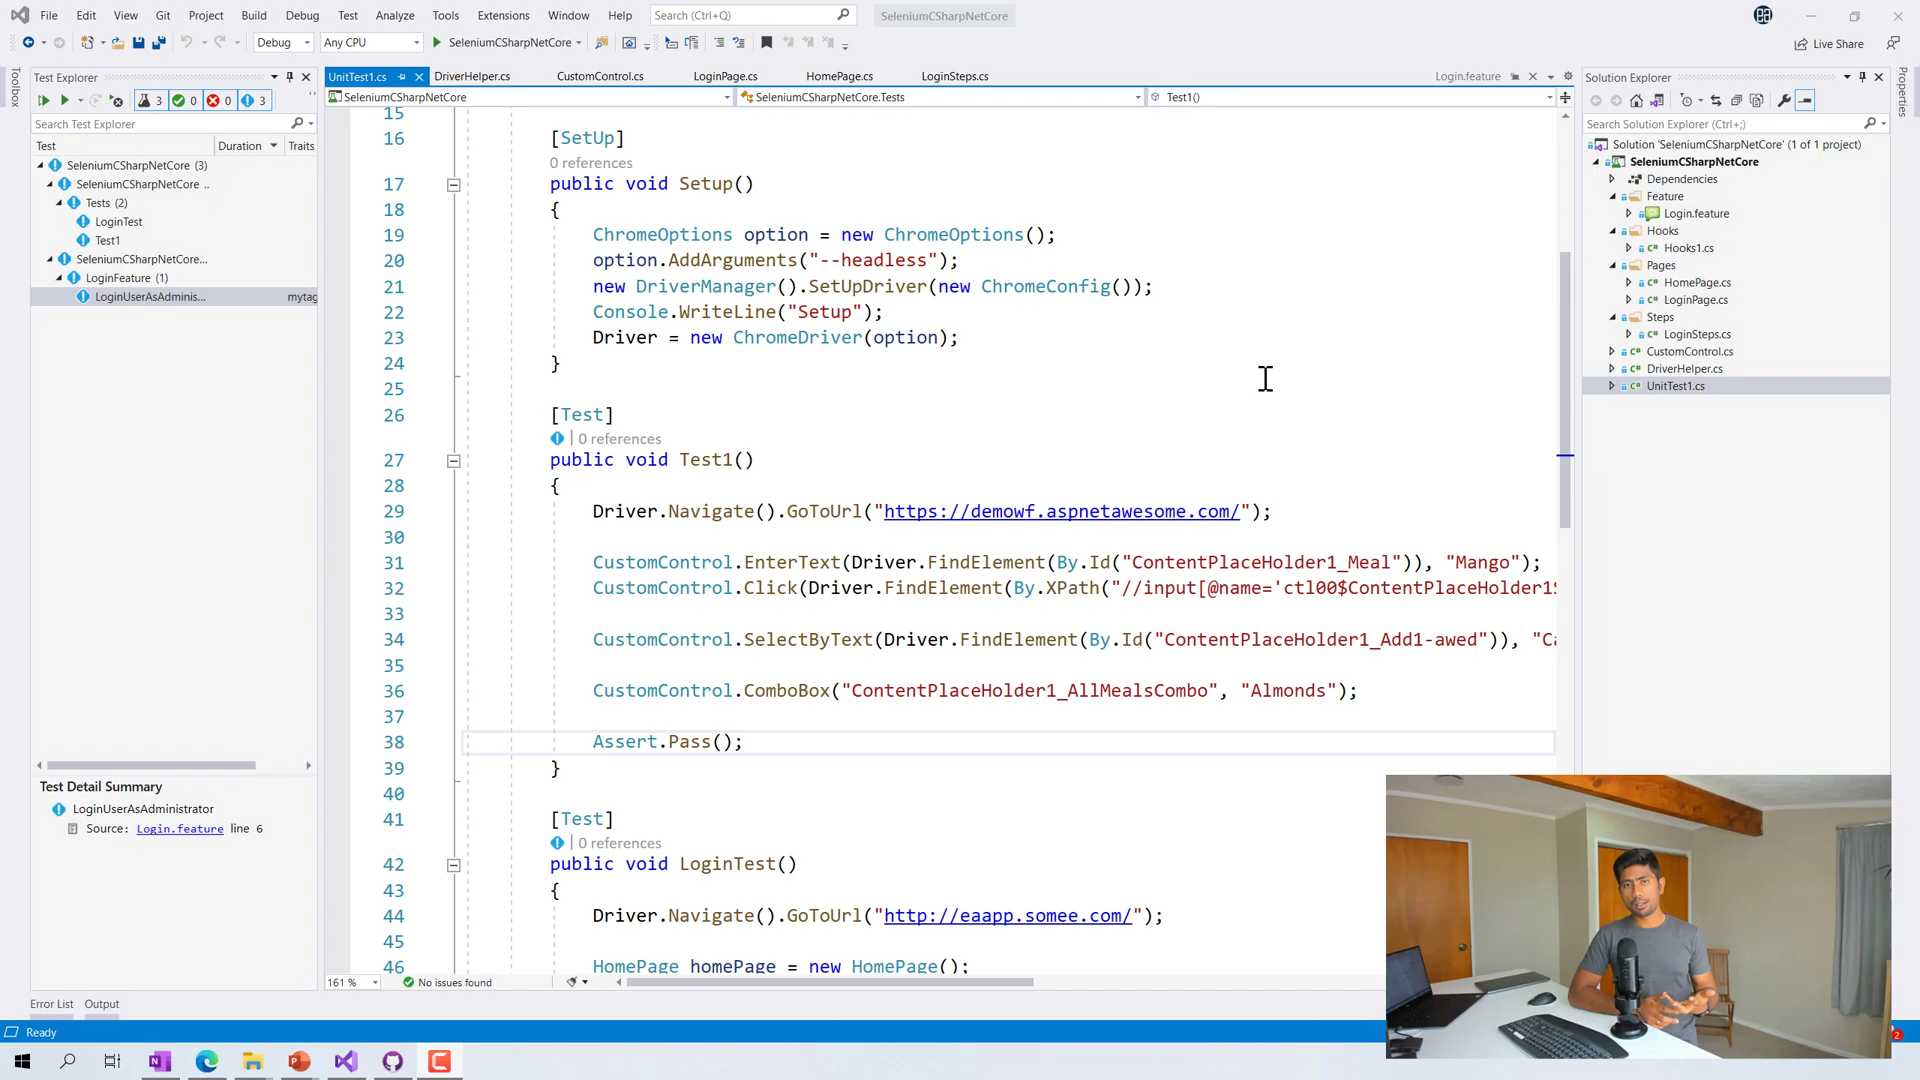 File Edit View Git Project Build Debug Test Analyze Tools Extensions Window Help Search (Ctrl+Q) SeleniumCSharpNetCore
Debug Any CPU SeleniumCSharpNetCore Live Share
Toolbox
Test Explorer
3 0 0 3
Search Test Explorer
Test Duration Traits
SeleniumCSharpNetCore (3)
SeleniumCSharpNetCore ..
Tests (2)
LoginTest
Test1
SeleniumCSharpNetCore...
LoginFeature (1)
LoginUserAsAdminis... mytag
Test Detail Summary
LoginUserAsAdministrator
Source: Login.feature line 6
UnitTest1.cs DriverHelper.cs CustomControl.cs LoginPage.cs HomePage.cs LoginSteps.cs Login.feature
SeleniumCSharpNetCore SeleniumCSharpNetCore.Tests Test1()
15
16 [SetUp]
0 references
17 public void Setup()
18 {
19 ChromeOptions option = new ChromeOptions();
20 option.AddArguments("--headless");
21 new DriverManager().SetUpDriver(new ChromeConfig());
22 Console.WriteLine("Setup");
23 Driver = new ChromeDriver(option);
24 }
25
26 [Test]
0 references
27 public void Test1()
28 {
29 Driver.Navigate().GoToUrl("https://demowf.aspnetawesome.com/");
30
31 CustomControl.EnterText(Driver.FindElement(By.Id("ContentPlaceHolder1_Meal")), "Mango");
32 CustomControl.Click(Driver.FindElement(By.XPath("//input[@name='ctl00$ContentPlaceHolder1$
33
34 CustomControl.SelectByText(Driver.FindElement(By.Id("ContentPlaceHolder1_Add1-awed")), "Ca
35
36 CustomControl.ComboBox("ContentPlaceHolder1_AllMealsCombo", "Almonds");
37
38 Assert.Pass();
39 }
40
41 [Test]
0 references
42 public void LoginTest()
43 {
44 Driver.Navigate().GoToUrl("http://eaapp.somee.com/");
45
46 HomePage homePage = new HomePage();
161 % No issues found
Solution Explorer
Search Solution Explorer (Ctrl+;)
Solution 'SeleniumCSharpNetCore' (1 of 1 project)
SeleniumCSharpNetCore
Dependencies
Feature
Login.feature
Hooks
Hooks1.cs
Pages
HomePage.cs
LoginPage.cs
Steps
LoginSteps.cs
CustomControl.cs
DriverHelper.cs
UnitTest1.cs
Properties
Error List Output
Ready
2